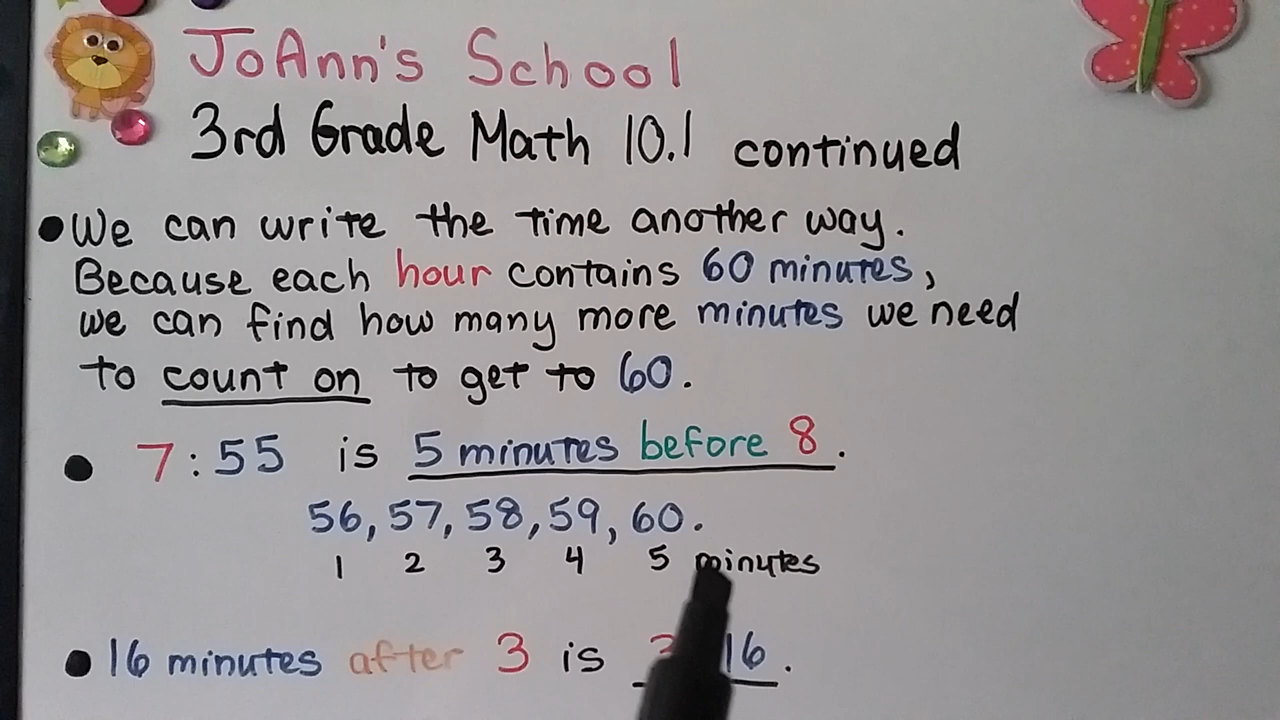 JoAnn's School
3rd Grade Math 10.1 continued
We can write the time another way.
Because each hour contains 60 minutes,
we can find how many more minutes we need
to count on to get to 60.
7:55 is 5 minutes before 8.
56, 57, 58, 59, 60.
1 2 3 4 5 minutes
16 minutes after 3 is 3 16.